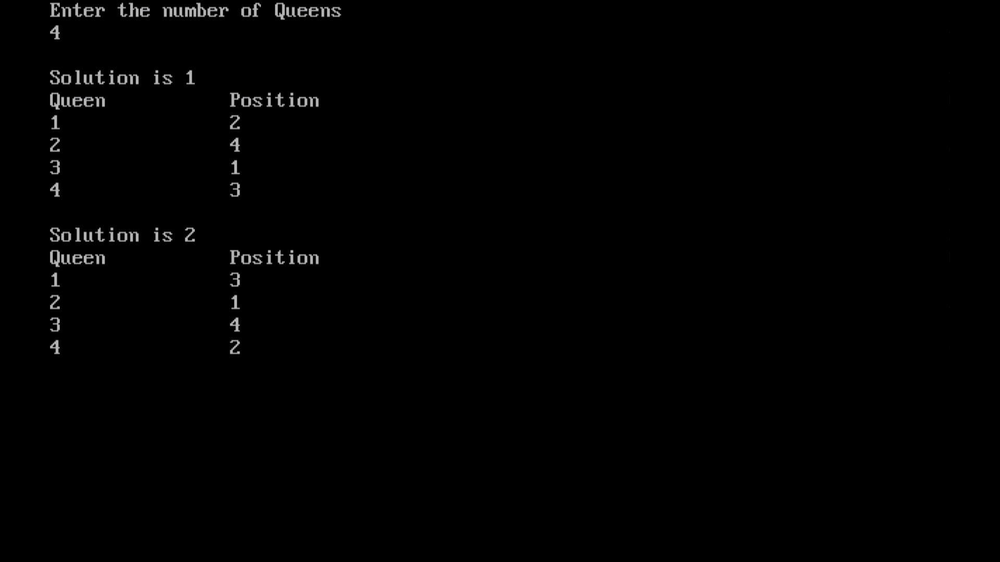 Enter the number of Queens
4
Solution is 1
Queen Position
1 2
2 4
3 1
4 3
Solution is 2
Queen Position
1 3
2 1
3 4
4 2